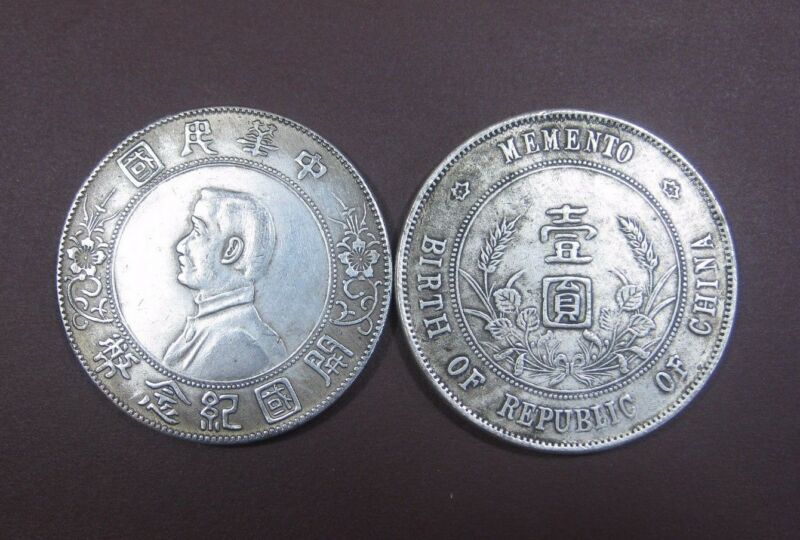 中華民國
開國紀念幣
MEMENTO
壹
圓
BIRTH OF REPUBLIC OF CHINA